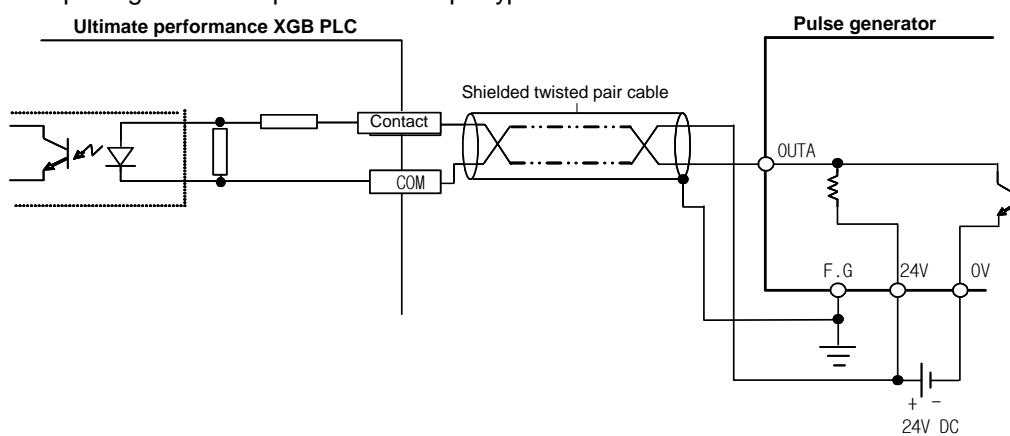 Ultimate performance XGB PLC
Pulse generator
Shielded twisted pair cable
Contact
COM
OUTA
F.G
24V
0V
+ -
24V DC